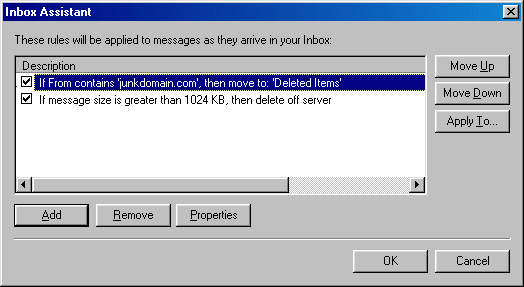 Inbox Assistant
These rules will be applied to messages as they arrive in your Inbox:
Description
If From contains 'junkdomain.com', then move to: 'Deleted Items'
If message size is greater than 1024 KB, then delete off server
Move Up
Move Down
Apply To...
Add Remove Properties
OK Cancel